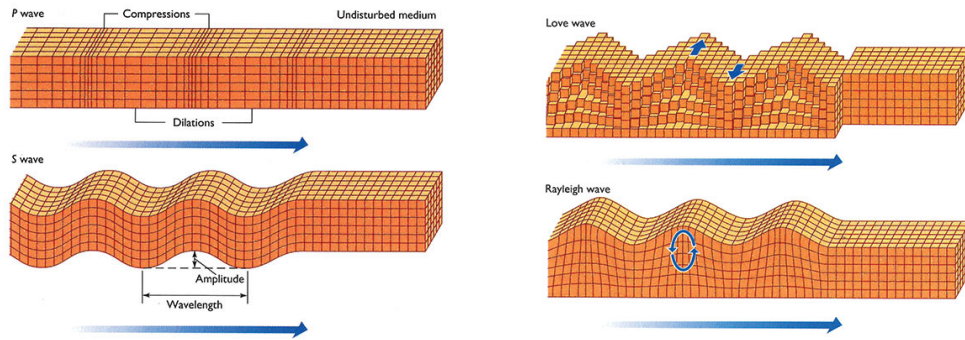 P wave
Compressions
Undisturbed medium
Dilations
S wave
Amplitude
Wavelength
Love wave
Rayleigh wave